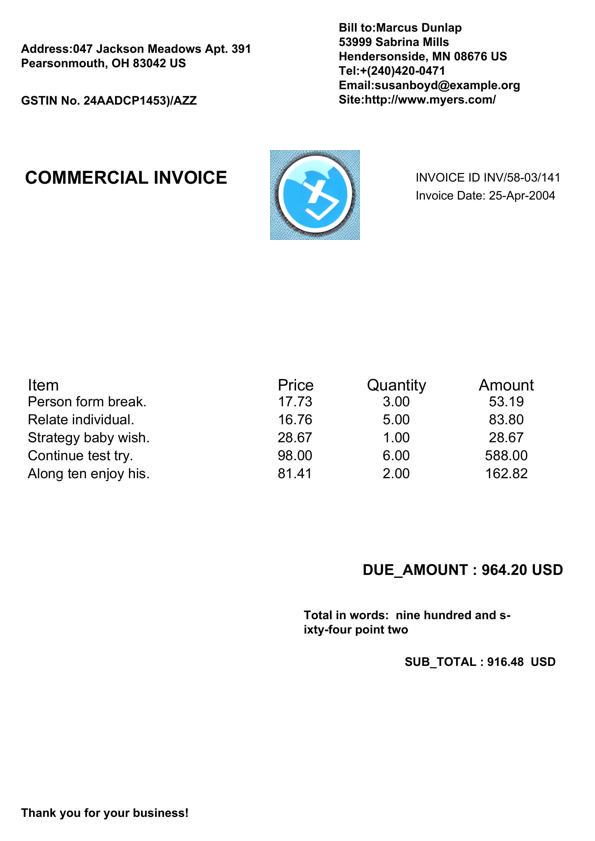 Address:047 Jackson Meadows Apt. 391
Pearsonmouth, OH 83042 US
GSTIN No. 24AADCP1453)/AZZ
Bill to:Marcus Dunlap
53999 Sabrina Mills
Hendersonside, MN 08676 US
Tel:+(240)420-0471
Email:susanboyd@example.org
Site:http://www.myers.com/
COMMERCIAL INVOICE
INVOICE ID INV/58-03/141
Invoice Date: 25-Apr-2004
Item Price Quantity Amount
Person form break. 17.73 3.00 53.19
Relate individual. 16.76 5.00 83.80
Strategy baby wish. 28.67 1.00 28.67
Continue test try. 98.00 6.00 588.00
Along ten enjoy his. 81.41 2.00 162.82
DUE_AMOUNT : 964.20 USD
Total in words: nine hundred and s-
ixty-four point two
SUB_TOTAL : 916.48 USD
Thank you for your business!